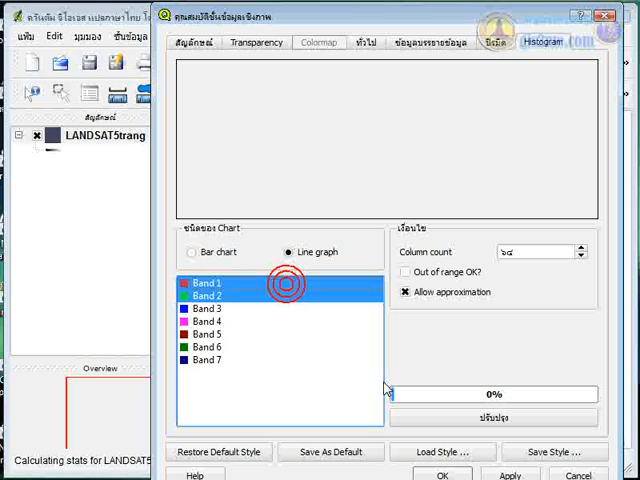 ควันตัม จีไอเอส แปลภาษาไทย โด
คุณสมบัติชั้นข้อมูลเชิงภาพ
แฟ้ม Edit มุมมอง ชั้นข้อมูล
สัญลักษณ์ Transparency Colormap ทั่วไป ข้อมูลบรรยายข้อมูล ปิรมิด Histogram
สัญลักษณ์
LANDSAT5trang
ชนิดของ Chart
Bar chart Line graph
เงื่อนไข
Column count ๖๔
Out of range OK?
Allow approximation
Band 1
Band 2
Band 3
Band 4
Band 5
Band 6
Band 7
Overview
0%
ปรับปรุง
Calculating stats for LANDSAT5
Restore Default Style Save As Default Load Style ... Save Style ...
Help OK Apply Cancel